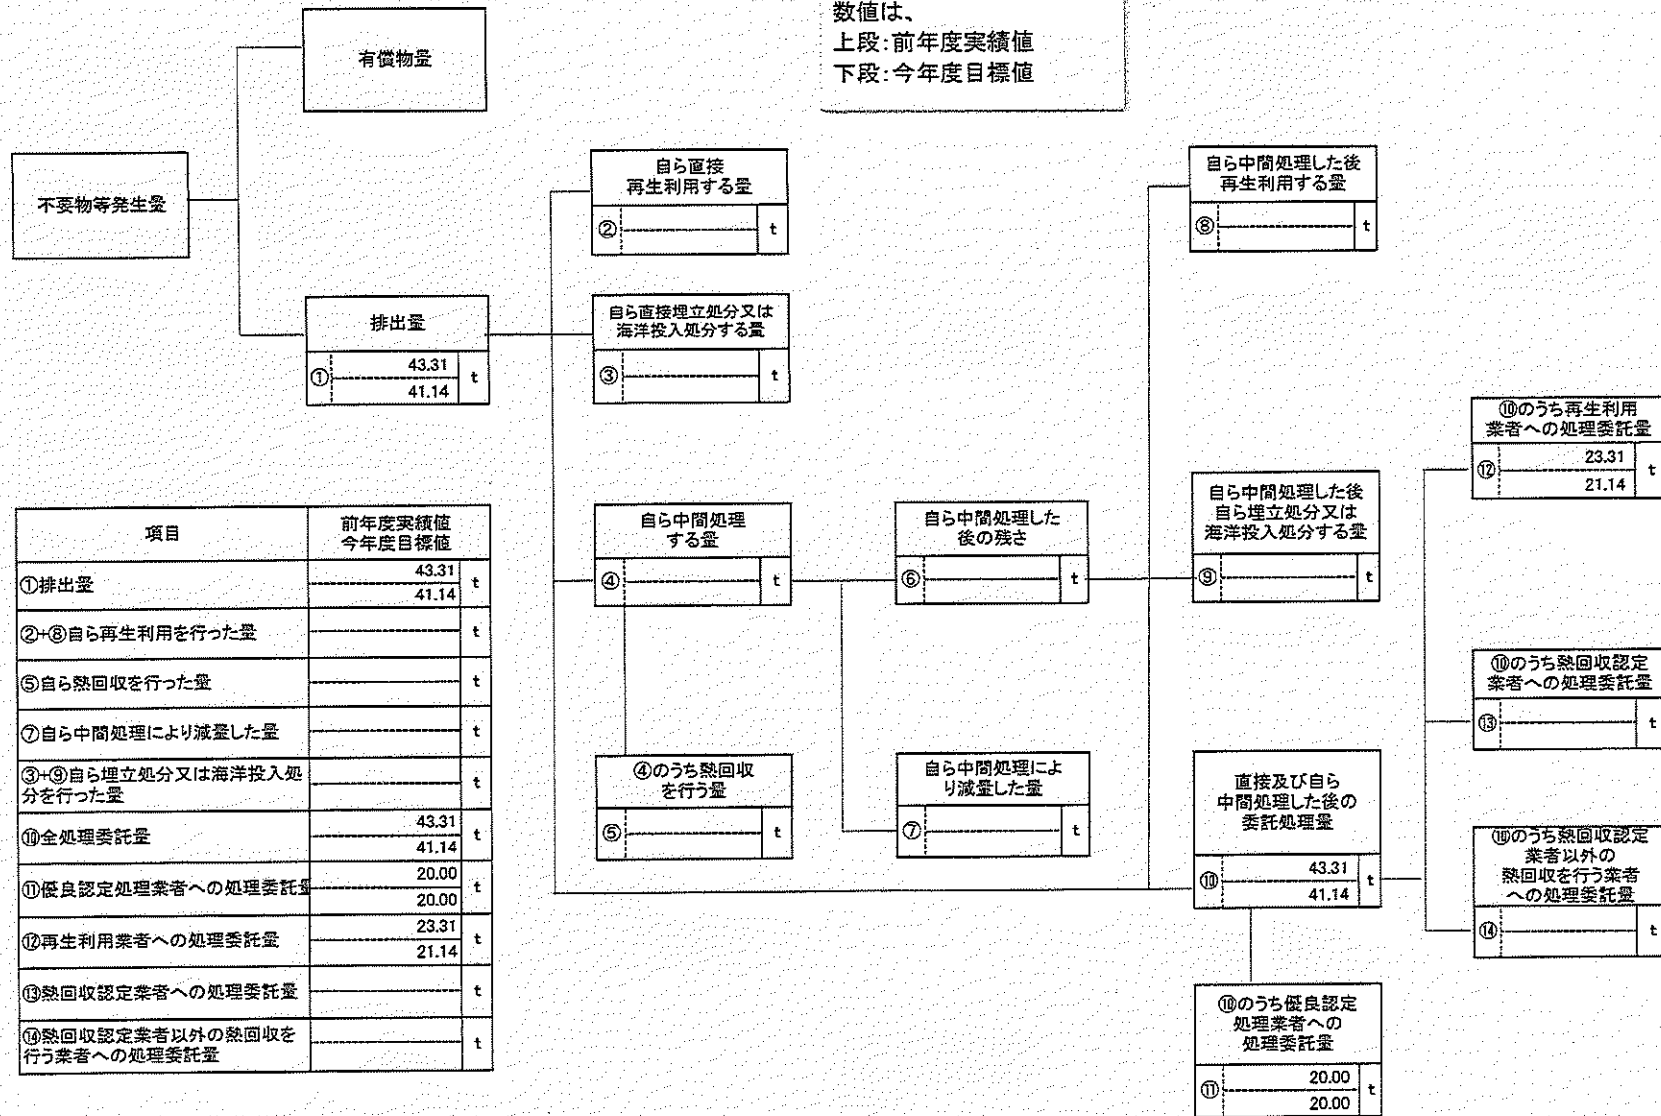 数値は、
上段:前年度実績値
下段:今年度目標値
有償物量
不要物等発生量
排出量
① 43.31 t
41.14
自ら直接
再生利用する量
② t
自ら直接埋立処分又は
海洋投入処分する量
③ t
自ら中間処理
する量
④ t
④のうち熱回収
を行う量
⑤ t
自ら中間処理した
後の残さ
⑥ t
自ら中間処理によ
り減量した量
⑦ t
自ら中間処理した後
再生利用する量
⑧ t
自ら中間処理した後
自ら埋立処分又は
海洋投入処分する量
⑨ t
直接及び自ら
中間処理した後の
委託処理量
⑩ 43.31 t
41.14
⑩のうち優良認定
処理業者への
処理委託量
⑪ 20.00 t
20.00
⑩のうち再生利用
業者への処理委託量
⑫ 23.31 t
21.14
⑩のうち熱回収認定
業者への処理委託量
⑬ t
⑩のうち熱回収認定
業者以外の
熱回収を行う業者
への処理委託量
⑭ t
項目 前年度実績値
今年度目標値
①排出量 43.31 t
41.14
②+⑧自ら再生利用を行った量 t
⑤自ら熱回収を行った量 t
⑦自ら中間処理により減量した量 t
③+⑨自ら埋立処分又は海洋投入処
分を行った量 t
⑩全処理委託量 43.31 t
41.14
⑪優良認定処理業者への処理委託量 20.00 t
20.00
⑫再生利用業者への処理委託量 23.31 t
21.14
⑬熱回収認定業者への処理委託量 t
⑭熱回収認定業者以外の熱回収を
行う業者への処理委託量 t